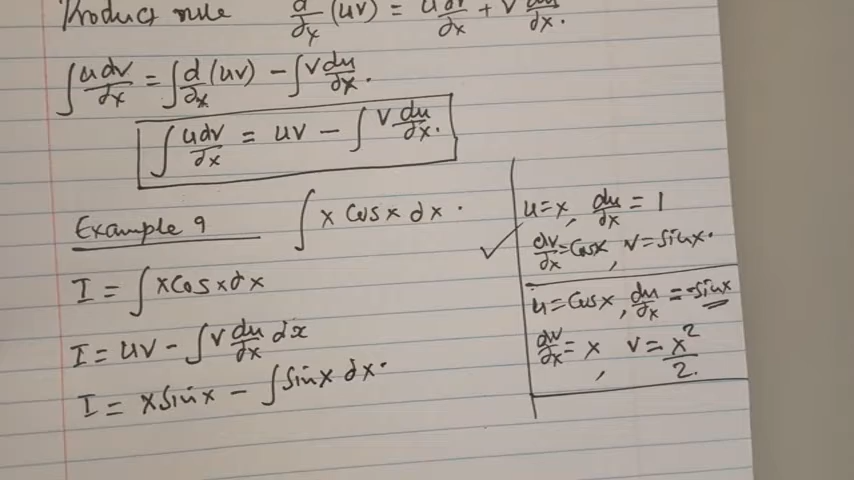 Product rule d/dx (uv) = u dv/dx + v du/dx.
∫ u dv/dx = ∫ d/dx (uv) − ∫ v du/dx.
∫ u dv/dx = uv − ∫ v du/dx.
Example 9 ∫ x Cos x dx.
I = ∫ x Cos x dx
I = uv − ∫ v du/dx dx
I = x sin x − ∫ sin x dx.
u = x, du/dx = 1
✓ dv/dx = Cos x, v = sin x.
u = Cos x, du/dx = -sin x
dv/dx = x, v = x²/2.